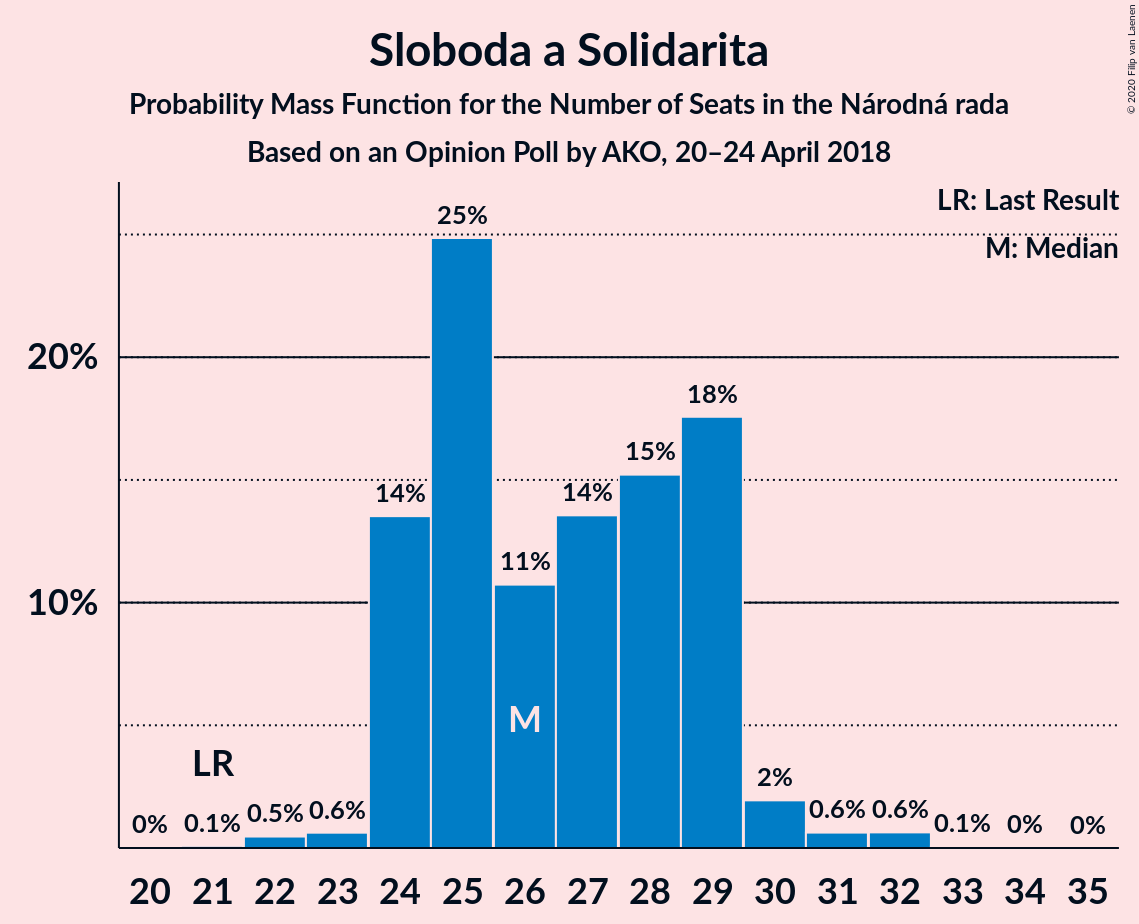 © 2020 Filip van Laenen
Sloboda a Solidarita
Probability Mass Function for the Number of Seats in the Národná rada
Based on an Opinion Poll by AKO, 20–24 April 2018
LR: Last Result
M: Median
20%
10%
0%
0.1%
0.5%
0.6%
14%
25%
11%
14%
15%
18%
2%
0.6%
0.6%
0.1%
0%
0%
LR
M
20 21 22 23 24 25 26 27 28 29 30 31 32 33 34 35